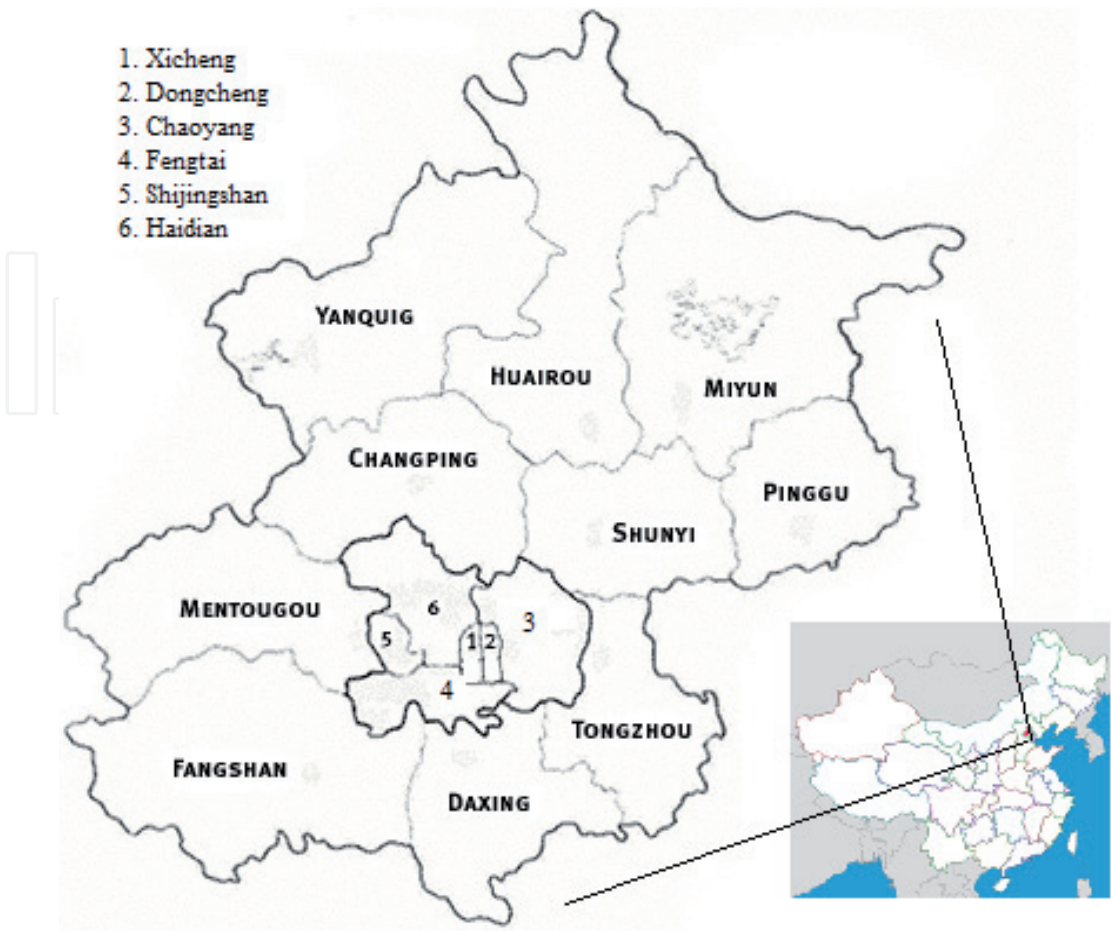 1. Xicheng
2. Dongcheng
3. Chaoyang
4. Fengtai
5. Shijingshan
6. Haidian
YANQUIG
HUAIROU
MIYUN
CHANGPING
PINGGU
SHUNYI
MENTOUGOU
6
3
5
1
2
4
TONGZHOU
FANGSHAN
DAXING